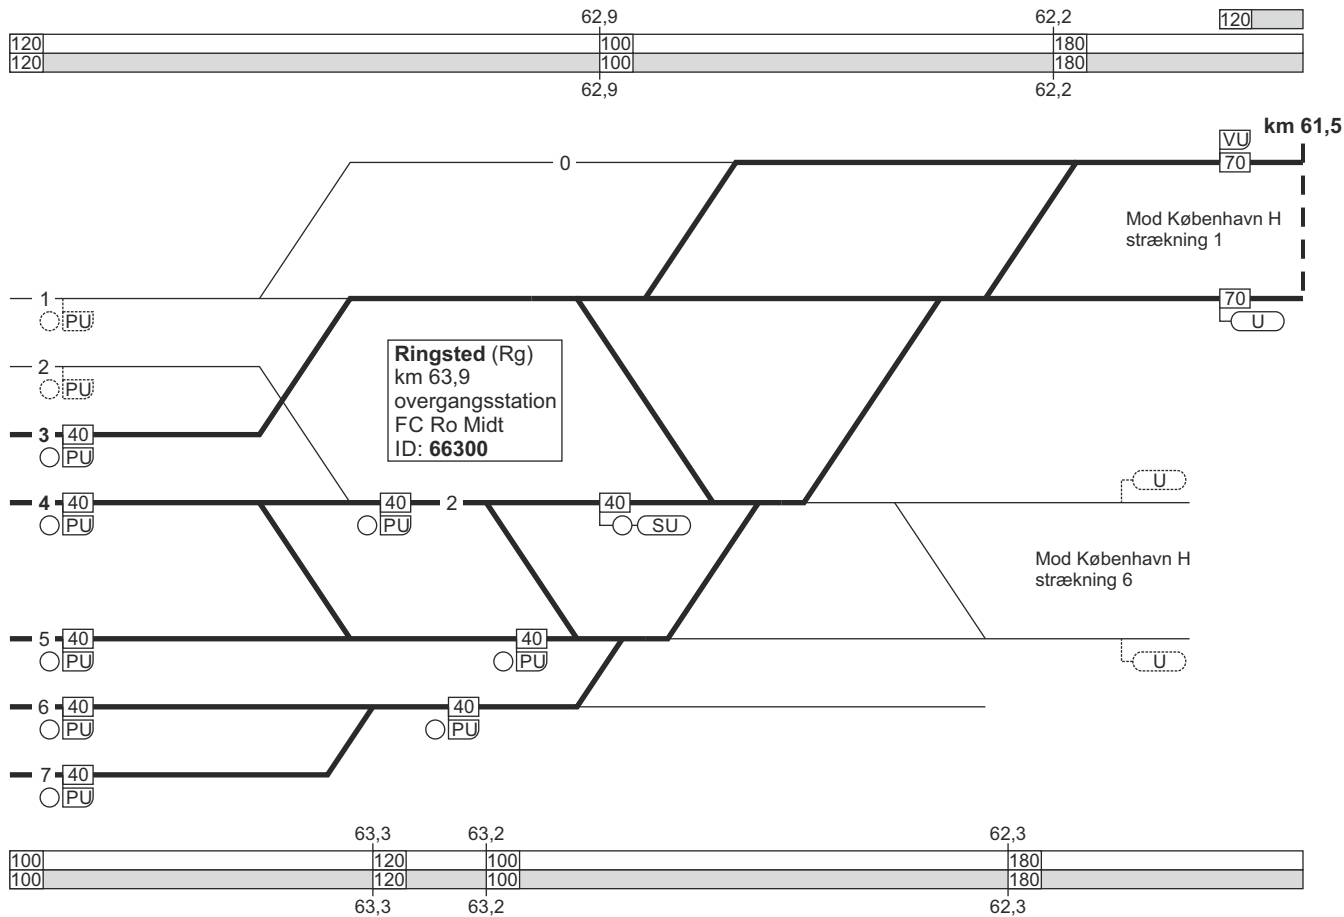 62,9 62,2 120
120 100 180
120 100 180
62,9 62,2
km 61,5
VU
0 70
Mod København H
strækning 1
1 70
PU U
Ringsted (Rg)
km 63,9
overgangsstation
FC Ro Midt
ID: 66300
2
PU
3 40
PU
U
4 40 40 2 40
PU PU SU
Mod København H
strækning 6
5 40 40
PU PU U
6 40 40
PU PU
7 40
PU
63,3 63,2 62,3
100 120 100 180
100 120 100 180
63,3 63,2 62,3